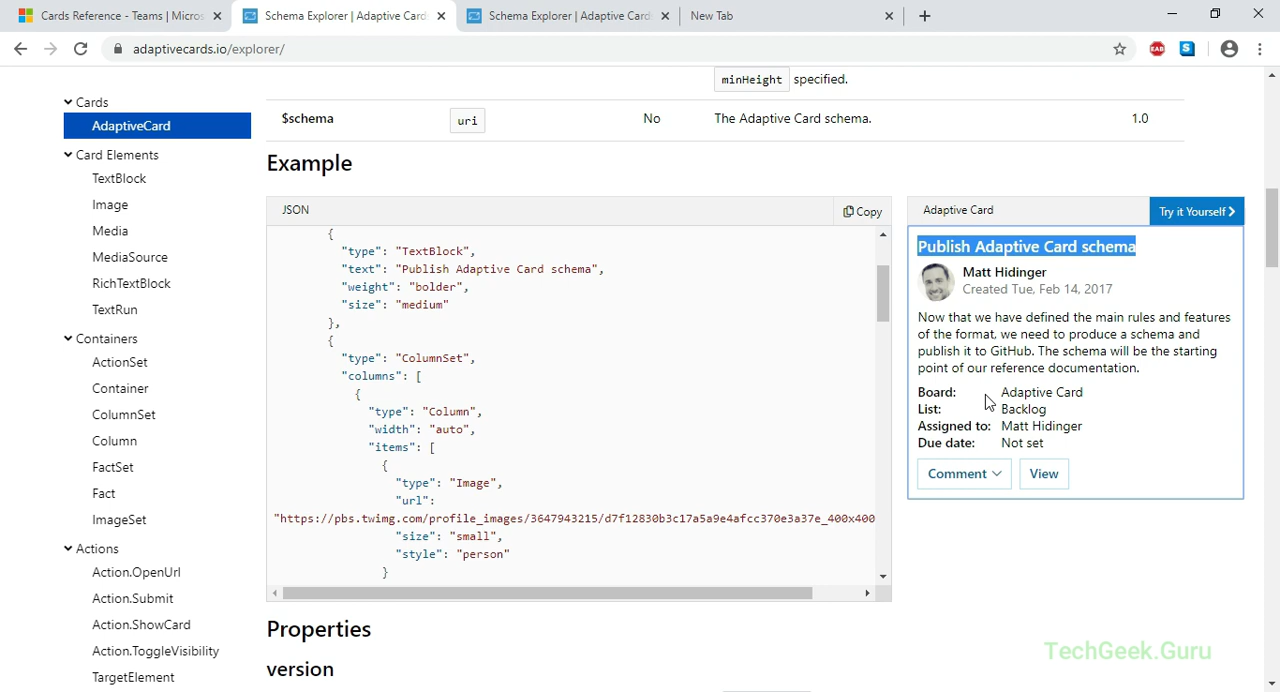 Cards Reference - Teams | Micros
Schema Explorer | Adaptive Card
Schema Explorer | Adaptive Card
New Tab
adaptivecards.io/explorer/
minHeight specified.
Cards
$schema uri No The Adaptive Card schema. 1.0
AdaptiveCard
Card Elements
TextBlock
Image
Media
MediaSource
RichTextBlock
TextRun
Containers
ActionSet
Container
ColumnSet
Column
FactSet
Fact
ImageSet
Actions
Action.OpenUrl
Action.Submit
Action.ShowCard
Action.ToggleVisibility
TargetElement
Example
JSON
Copy
{
"type": "TextBlock",
"text": "Publish Adaptive Card schema",
"weight": "bolder",
"size": "medium"
},
{
"type": "ColumnSet",
"columns": [
{
"type": "Column",
"width": "auto",
"items": [
{
"type": "Image",
"url":
"https://pbs.twimg.com/profile_images/3647943215/d7f12830b3c17a5a9e4afcc370e3a37e_400x400
"size": "small",
"style": "person"
}
Adaptive Card
Try it Yourself
Publish Adaptive Card schema
Matt Hidinger
Created Tue, Feb 14, 2017
Now that we have defined the main rules and features
of the format, we need to produce a schema and
publish it to GitHub. The schema will be the starting
point of our reference documentation.
Board: Adaptive Card
List: Backlog
Assigned to: Matt Hidinger
Due date: Not set
Comment View
Properties
version
TechGeek.Guru